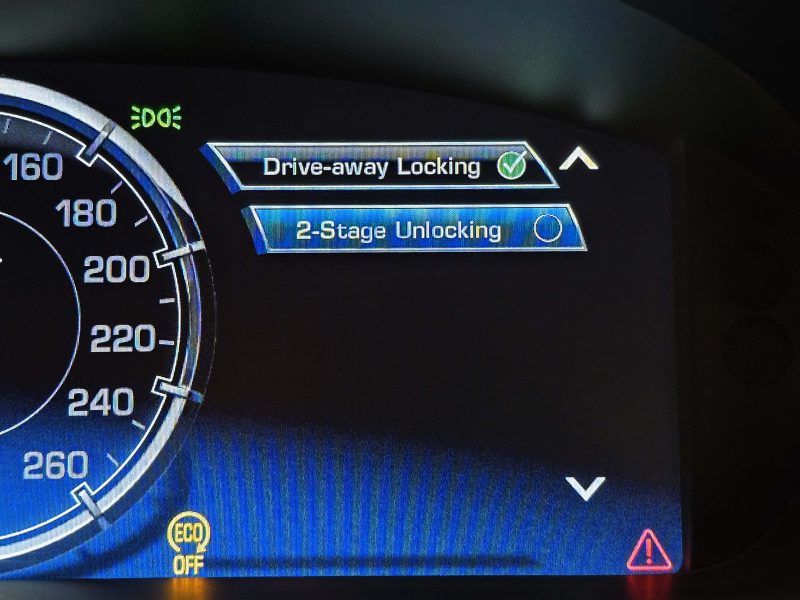 160
180
200
220
240
260
Drive-away Locking
2-Stage Unlocking
ECO
OFF